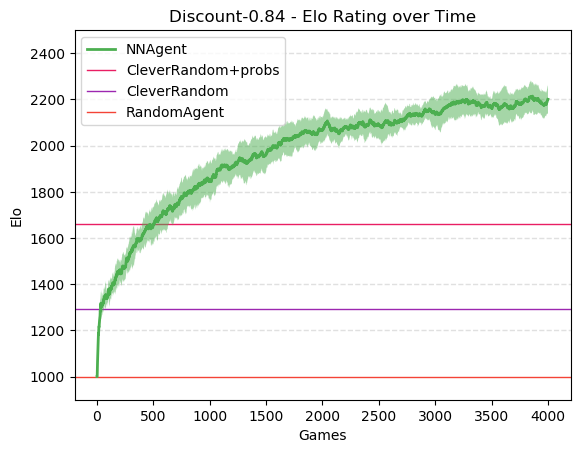 Discount-0.84 - Elo Rating over Time
NNAgent
CleverRandom+probs
CleverRandom
RandomAgent
Elo
2400
2200
2000
1800
1600
1400
1200
1000
0 500 1000 1500 2000 2500 3000 3500 4000
Games